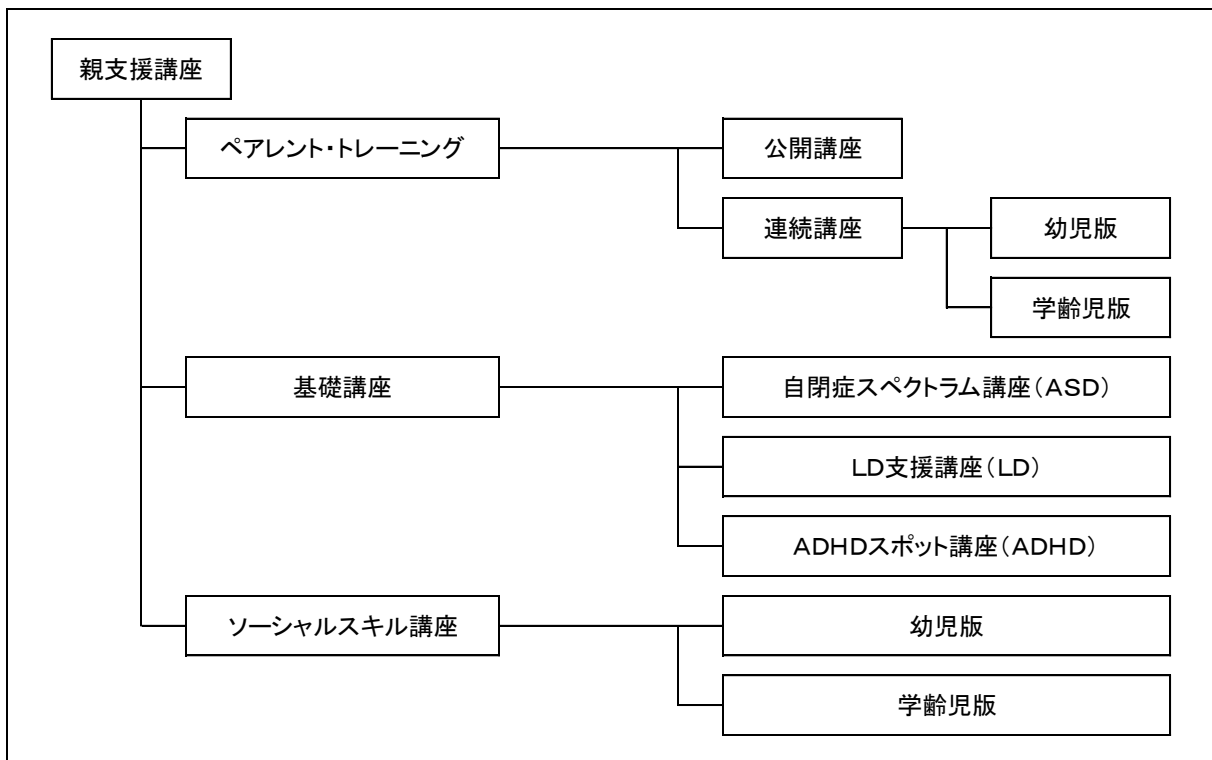 親支援講座
ペアレント・トレーニング
公開講座
連続講座
幼児版
学齢児版
基礎講座
自閉症スペクトラム講座（ＡＳＤ）
ＬＤ支援講座（ＬＤ）
ＡＤＨＤスポット講座（ＡＤＨＤ）
ソーシャルスキル講座
幼児版
学齢児版